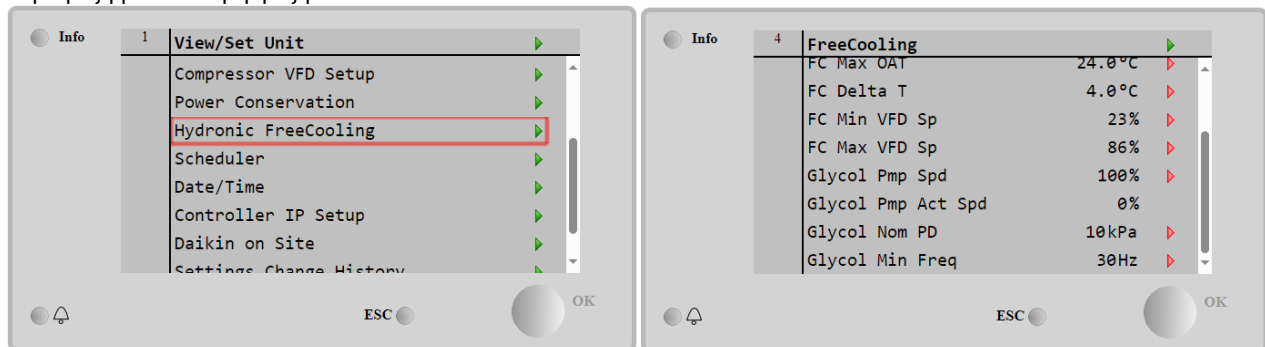 Info
1 View/Set Unit
Compressor VFD Setup
Power Conservation
Hydronic FreeCooling
Scheduler
Date/Time
Controller IP Setup
Daikin on Site
Settings Change History
ESC
OK
Info
4 FreeCooling
FC Max OAT 24.0°C
FC Delta T 4.0°C
FC Min VFD Sp 23%
FC Max VFD Sp 86%
Glycol Pmp Spd 100%
Glycol Pmp Act Spd 0%
Glycol Nom PD 10kPa
Glycol Min Freq 30Hz
ESC
OK